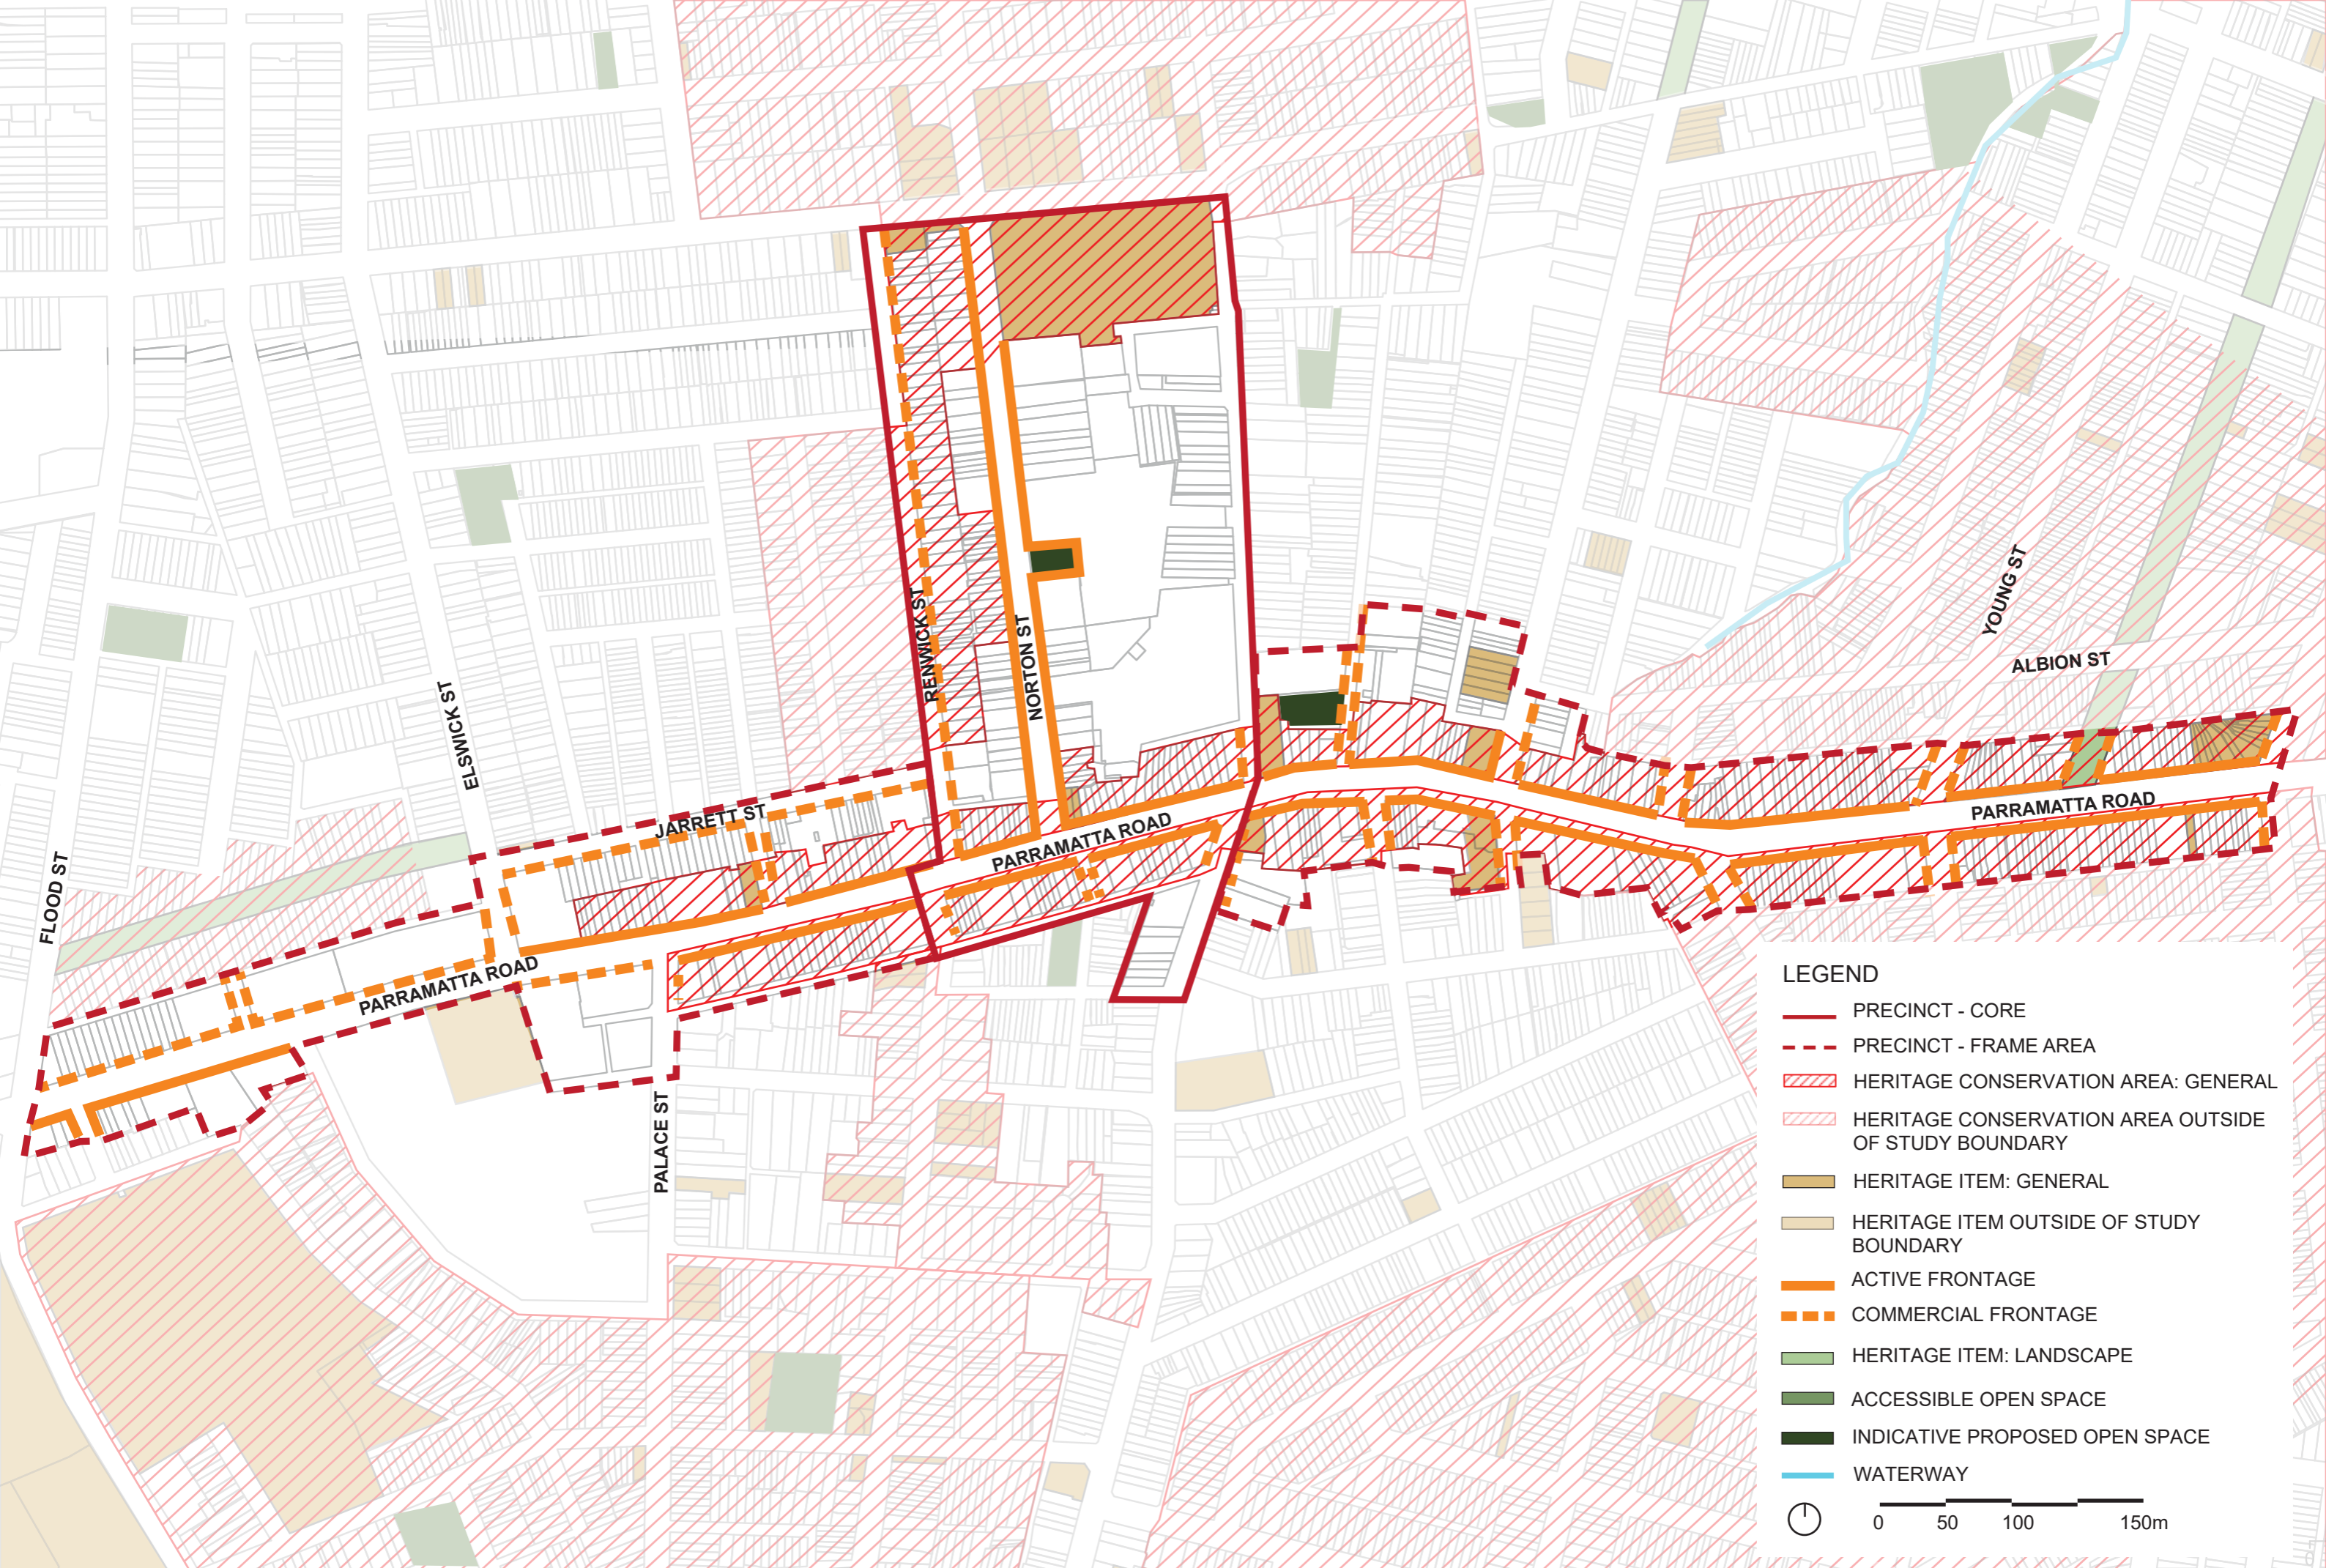 YOUNG ST
ALBION ST
RENWICK ST
NORTON ST
ELSWICK ST
JARRETT ST
PARRAMATTA ROAD
PARRAMATTA ROAD
FLOOD ST
PARRAMATTA ROAD
PALACE ST
LEGEND
PRECINCT - CORE
PRECINCT - FRAME AREA
HERITAGE CONSERVATION AREA: GENERAL
HERITAGE CONSERVATION AREA OUTSIDE
OF STUDY BOUNDARY
HERITAGE ITEM: GENERAL
HERITAGE ITEM OUTSIDE OF STUDY
BOUNDARY
ACTIVE FRONTAGE
COMMERCIAL FRONTAGE
HERITAGE ITEM: LANDSCAPE
ACCESSIBLE OPEN SPACE
INDICATIVE PROPOSED OPEN SPACE
WATERWAY
0 50 100 150m